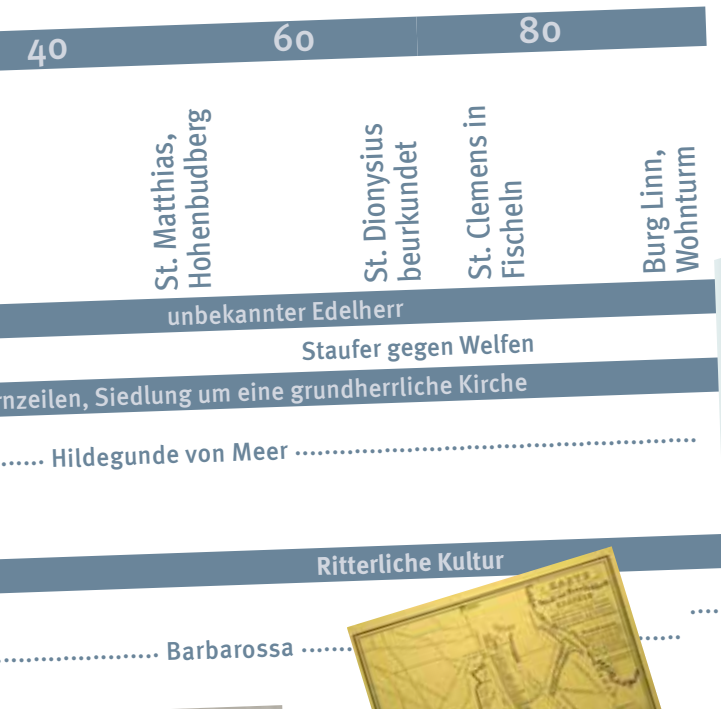 40 60 80
St. Matthias,
Hohenbudberg
St. Dionysius
beurkundet
St. Clemens in
Fischeln
Burg Linn,
Wohnturm
unbekannter Edelherr
Staufer gegen Welfen
Siedlung um eine grundherrliche Kirche
Hildegunde von Meer
Ritterliche Kultur
Barbarossa